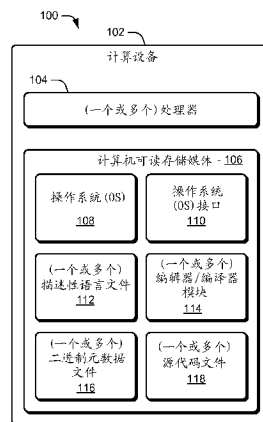 100
102
计算设备
104
(一个或多个)处理器
计算机可读存储媒体 - 106
操作系统(OS)
108
操作系统
(OS)接口
110
(一个或多个)
描述性语言文件
112
(一个或多个)
编解器/编译器
模块
114
(一个或多个)
二进制元数据
文件
116
(一个或多个)
源代码文件
118